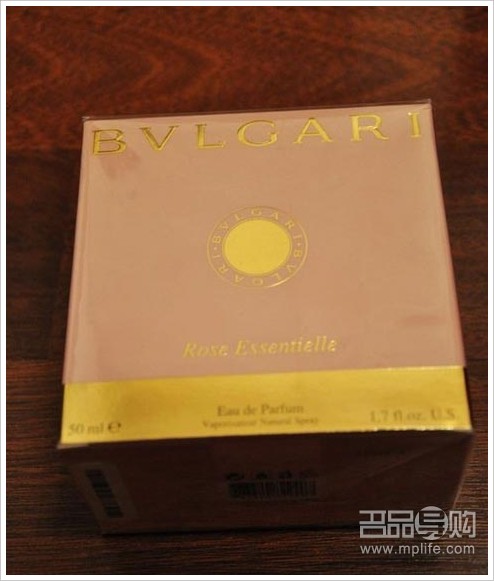 BVLGARI
BVLGARI · BVLGARI ·
Rose Essentielle
Eau de Parfum
Vaporisateur Natural Spray
50 ml e
1.7 fl oz. U.S.
名品导购
www.mplife.com